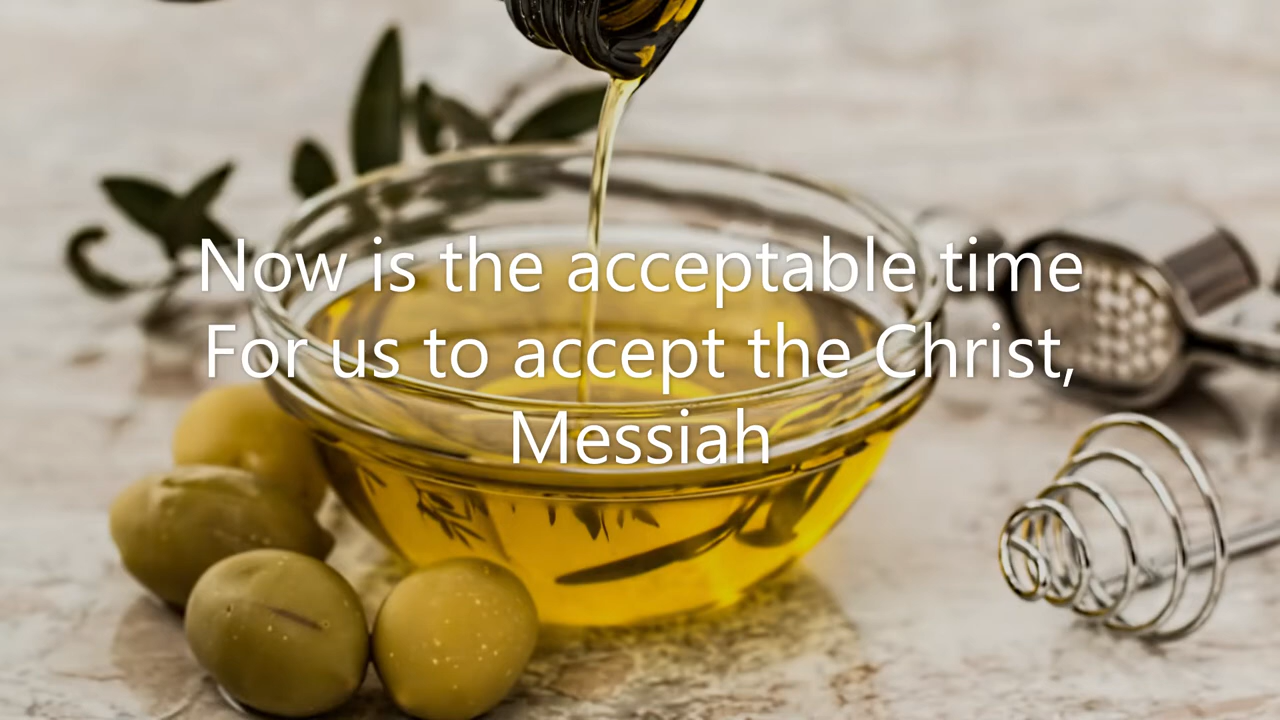 Now is the acceptable time
For us to accept the Christ,
Messiah